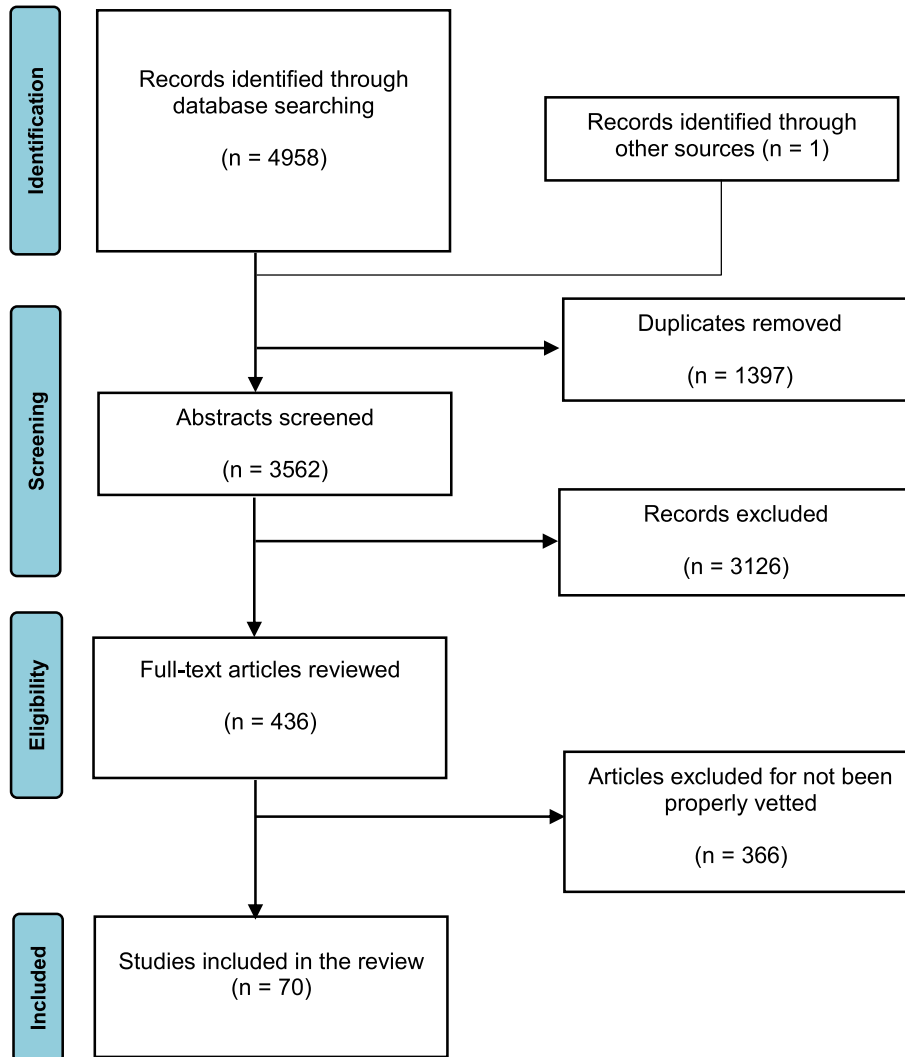 Identification
Records identified through
database searching
(n = 4958)
Records identified through
other sources (n = 1)
Screening
Duplicates removed
(n = 1397)
Abstracts screened
(n = 3562)
Records excluded
(n = 3126)
Eligibility
Full-text articles reviewed
(n = 436)
Articles excluded for not been
properly vetted
(n = 366)
Included
Studies included in the review
(n = 70)